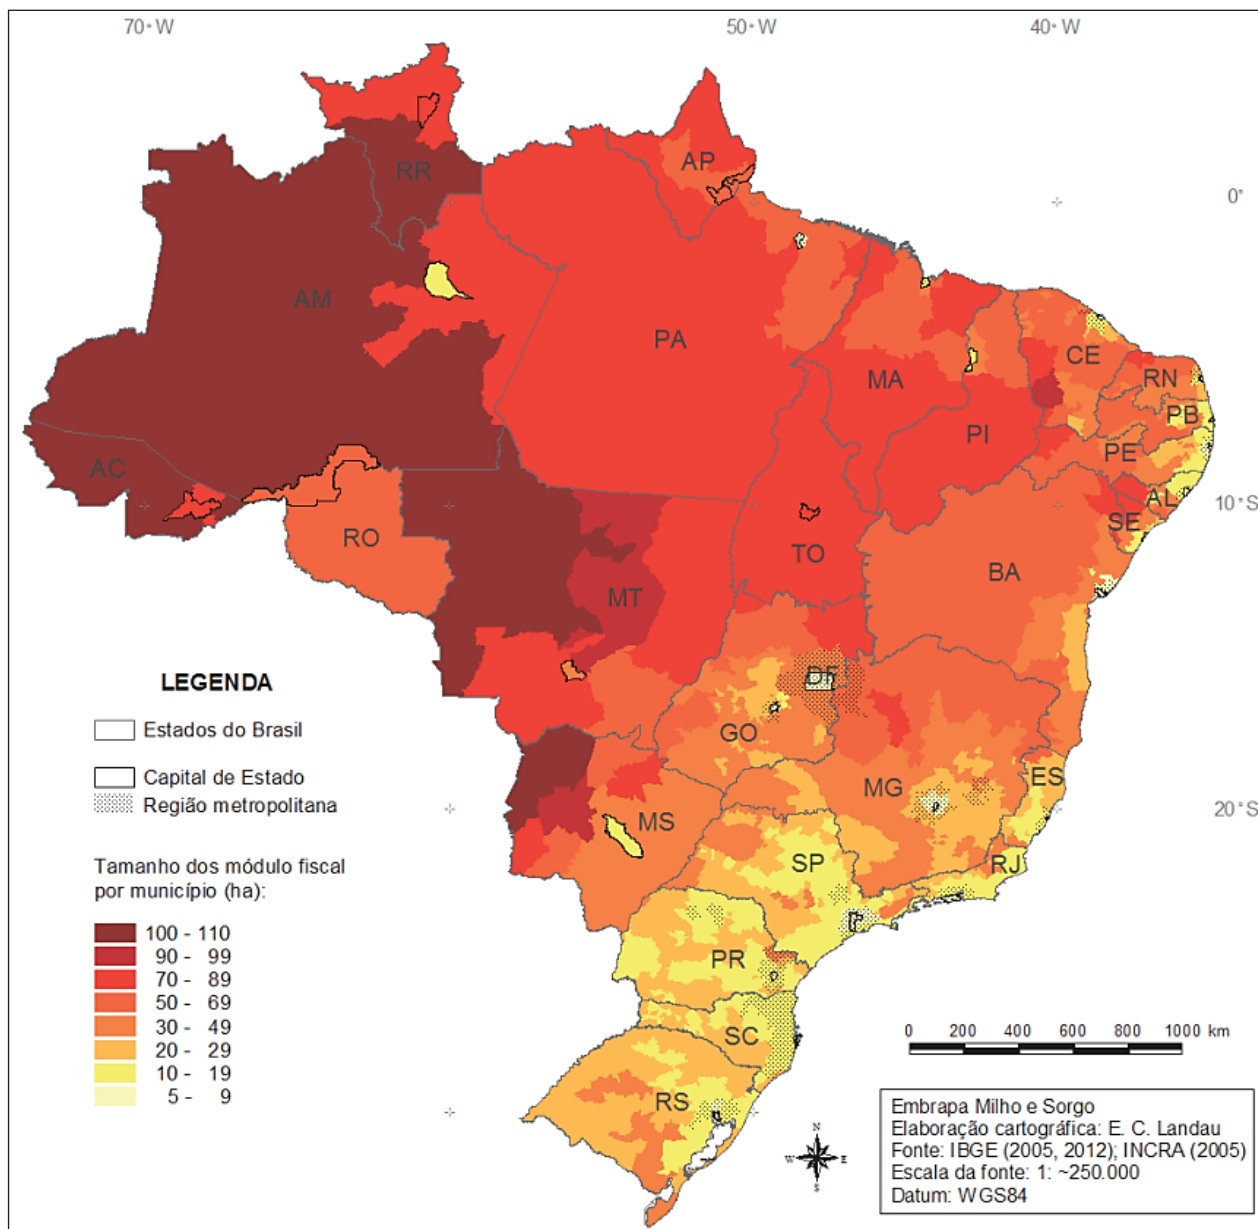 70°W 50°W 40°W
0°
10°S
20°S
RR
AP
AM
PA
MA
CE
RN
PB
PI
PE
AC
AL
SE
RO
TO
BA
MT
DF
GO
MG
ES
MS
SP
RJ
PR
SC
RS
LEGENDA
Estados do Brasil
Capital de Estado
Região metropolitana
Tamanho dos módulo fiscal
por município (ha):
100 - 110
90 - 99
70 - 89
50 - 69
30 - 49
20 - 29
10 - 19
5 - 9
0 200 400 600 800 1000 km
N
W E
S
Embrapa Milho e Sorgo
Elaboração cartográfica: E. C. Landau
Fonte: IBGE (2005, 2012); INCRA (2005)
Escala da fonte: 1: ~250.000
Datum: WGS84